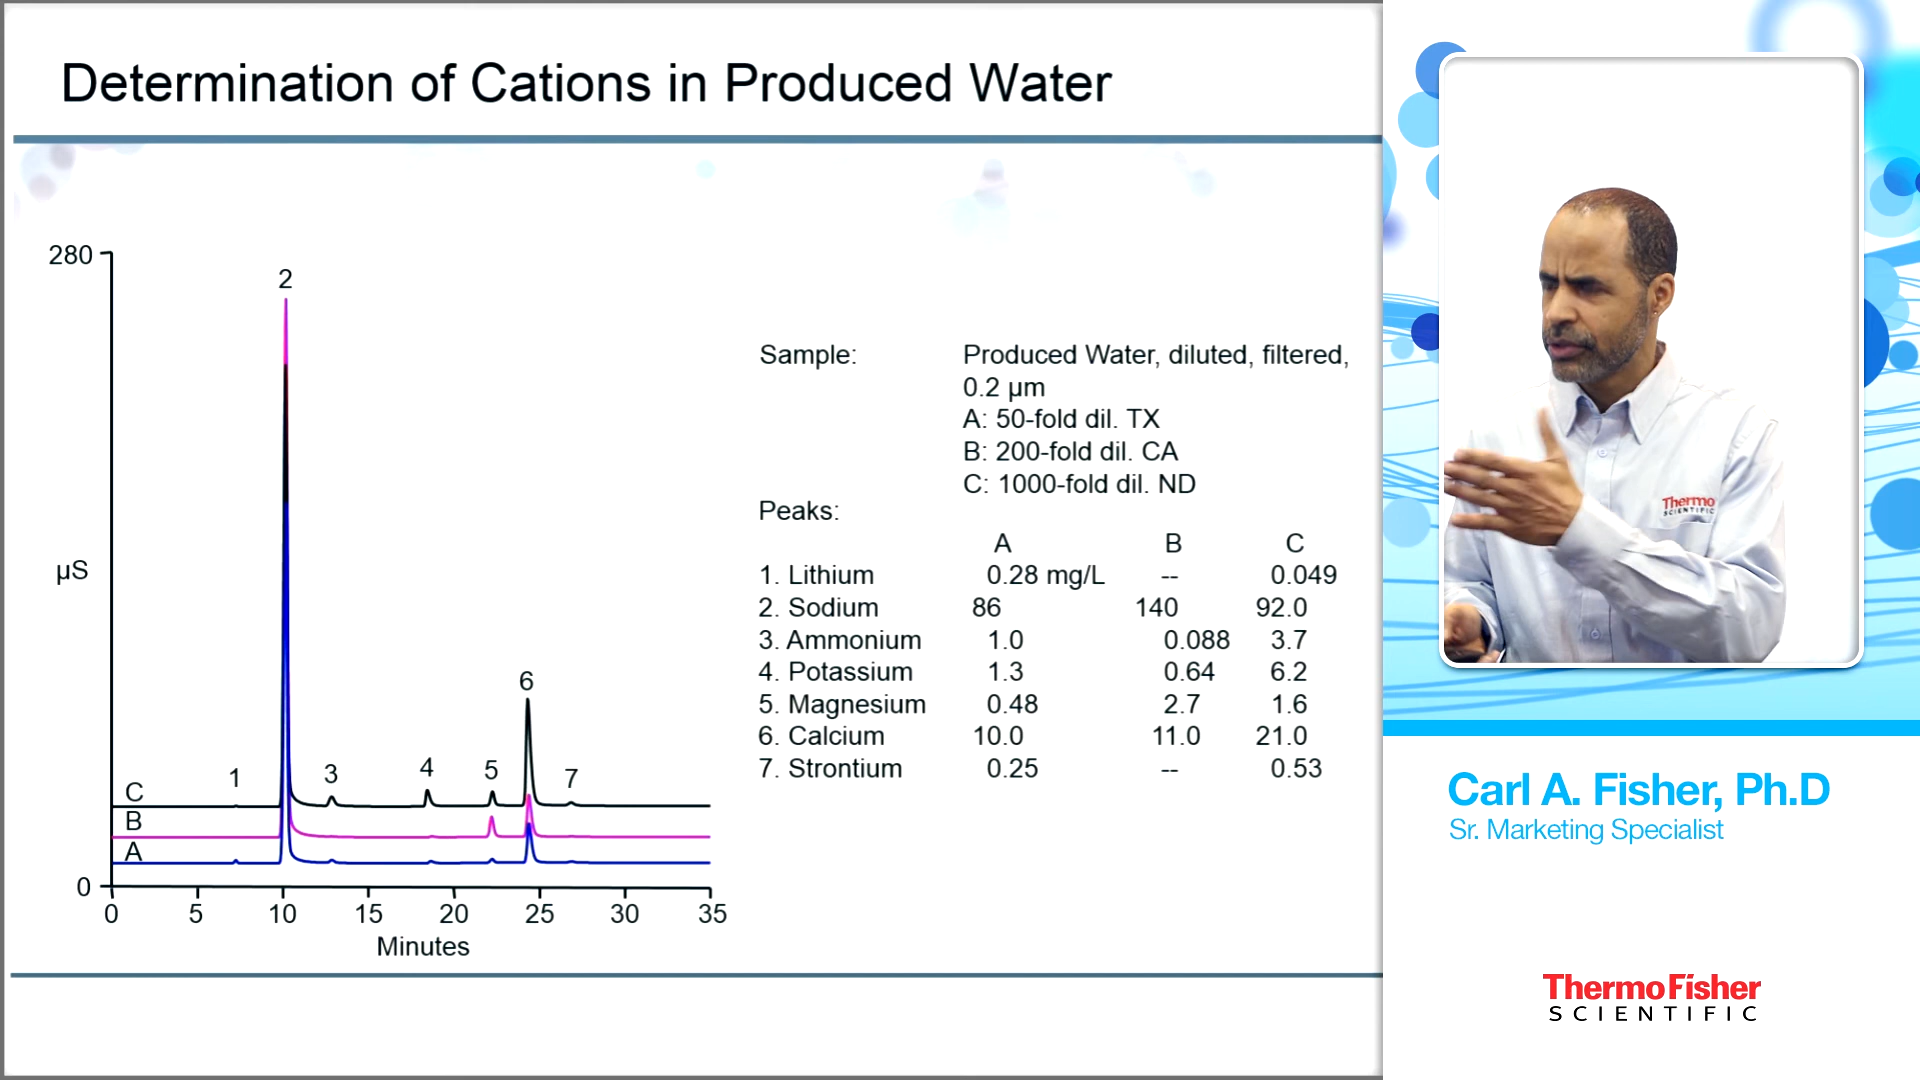 Determination of Cations in Produced Water
280
2
µS
6
1
3
4
5
7
C
B
A
0
0 5 10 15 20 25 30 35
Minutes
Sample: Produced Water, diluted, filtered,
0.2 µm
A: 50-fold dil. TX
B: 200-fold dil. CA
C: 1000-fold dil. ND
Peaks:
A B C
1. Lithium 0.28 mg/L -- 0.049
2. Sodium 86 140 92.0
3. Ammonium 1.0 0.088 3.7
4. Potassium 1.3 0.64 6.2
5. Magnesium 0.48 2.7 1.6
6. Calcium 10.0 11.0 21.0
7. Strontium 0.25 -- 0.53
Thermo
SCIENTIFIC
Carl A. Fisher, Ph.D
Sr. Marketing Specialist
ThermoFisher
SCIENTIFIC